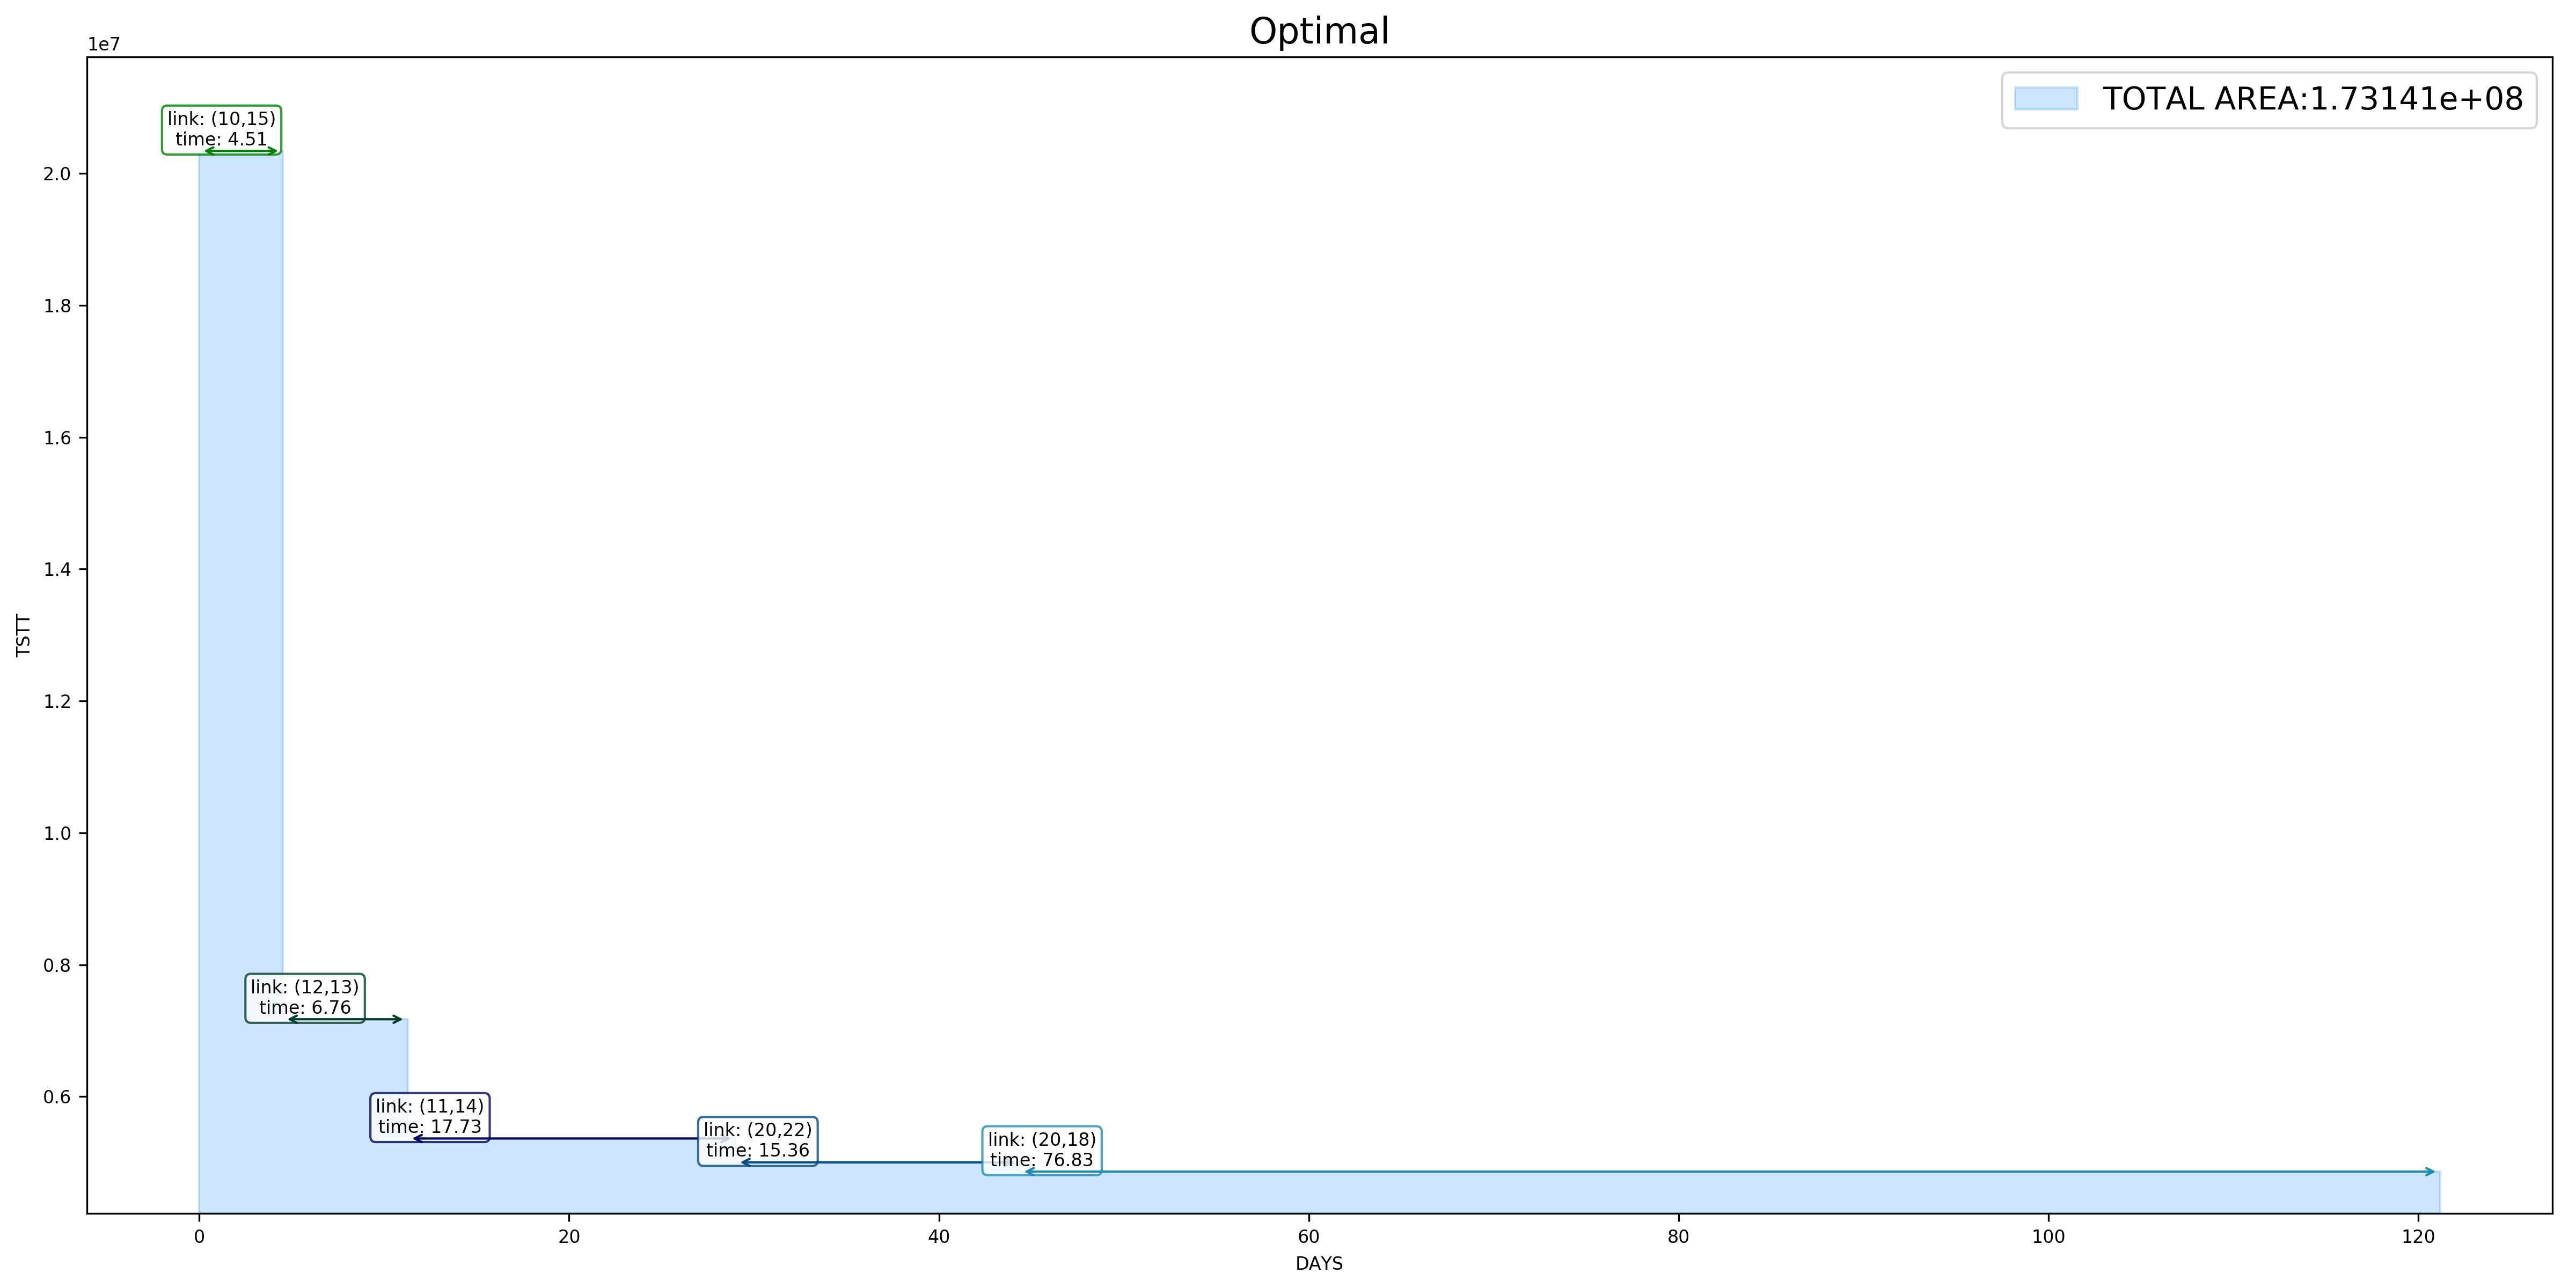 Optimal
1e7
TOTAL AREA:1.73141e+08
link: (10,15)
time: 4.51
2.0
1.8
1.6
1.4
1.2
1.0
0.8
0.6
TSTT
link: (12,13)
time: 6.76
link: (11,14)
time: 17.73
link: (20,22)
time: 15.36
link: (20,18)
time: 76.83
0
20
40
60
80
100
120
DAYS